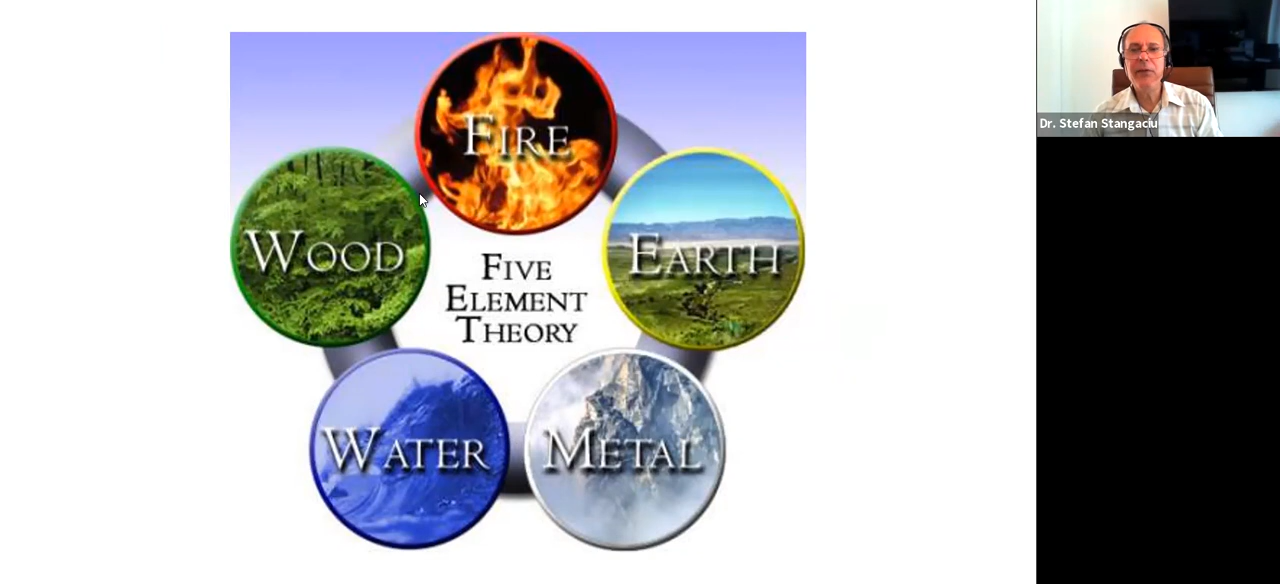 FIRE
WOOD
EARTH
FIVE
ELEMENT
THEORY
WATER
METAL
Dr. Stefan Stangaciu